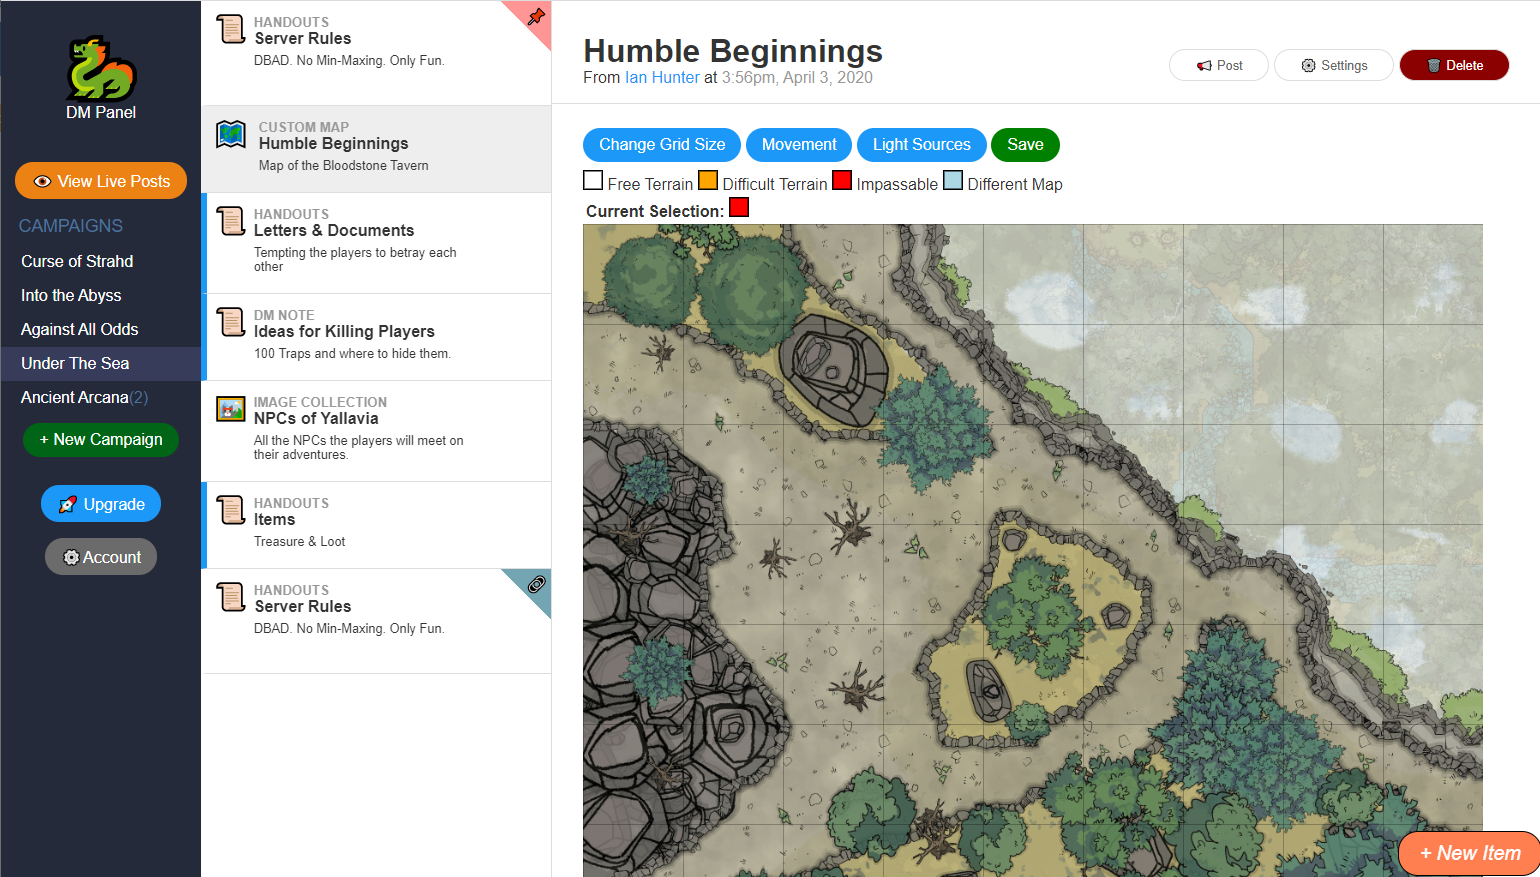 DM Panel
View Live Posts
CAMPAIGNS
Curse of Strahd
Into the Abyss
Against All Odds
Under The Sea
Ancient Arcana(2)
+ New Campaign
Upgrade
Account
HANDOUTS
Server Rules
DBAD. No Min-Maxing. Only Fun.
CUSTOM MAP
Humble Beginnings
Map of the Bloodstone Tavern
HANDOUTS
Letters & Documents
Tempting the players to betray each
other
DM NOTE
Ideas for Killing Players
100 Traps and where to hide them.
IMAGE COLLECTION
NPCs of Yallavia
All the NPCs the players will meet on
their adventures.
HANDOUTS
Items
Treasure & Loot
HANDOUTS
Server Rules
DBAD. No Min-Maxing. Only Fun.
Humble Beginnings
From Ian Hunter at 3:56pm, April 3, 2020
Post Settings Delete
Change Grid Size Movement Light Sources Save
Free Terrain Difficult Terrain Impassable Different Map
Current Selection:
+ New Item